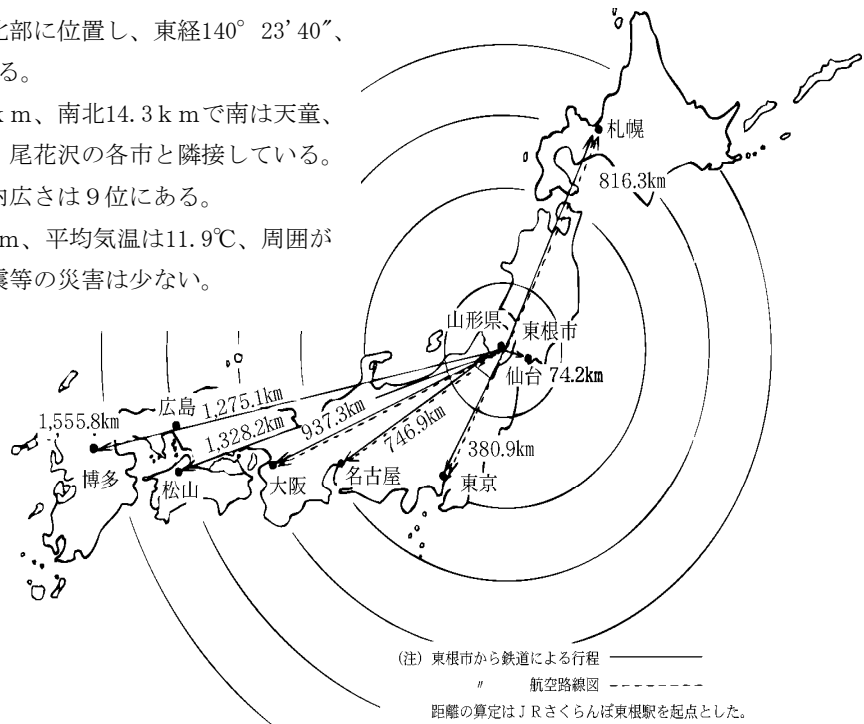 北部に位置し、東経140° 23′40″、
る。
km、南北14.3kmで南は天童、
尾花沢の各市と隣接している。
内広さは9位にある。
m、平均気温は11.9℃、周囲が
震等の災害は少ない。
札幌
816.3km
山形県
東根市
仙台 74.2km
広島
1,275.1km
1,555.8km
1,328.2km
937.3km
746.9km
380.9km
博多
松山
大阪
名古屋
東京
(注) 東根市から鉄道による行程
〃 航空路線図
距離の算定はJRさくらんぼ東根駅を起点とした。